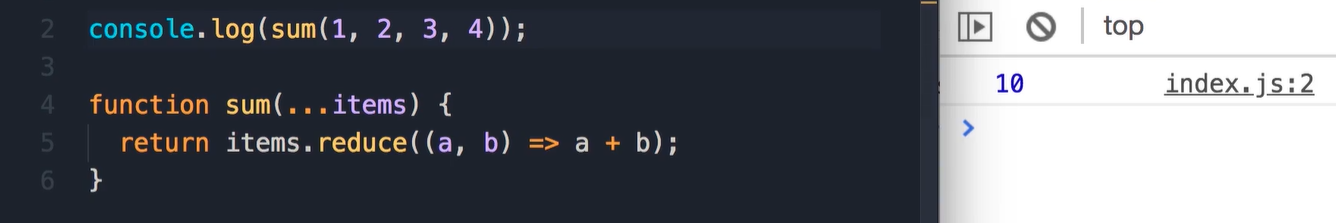 2 console.log(sum(1, 2, 3, 4));
3
4 function sum(...items) {
5   return items.reduce((a, b) => a + b);
6 }
top
10 index.js:2
>